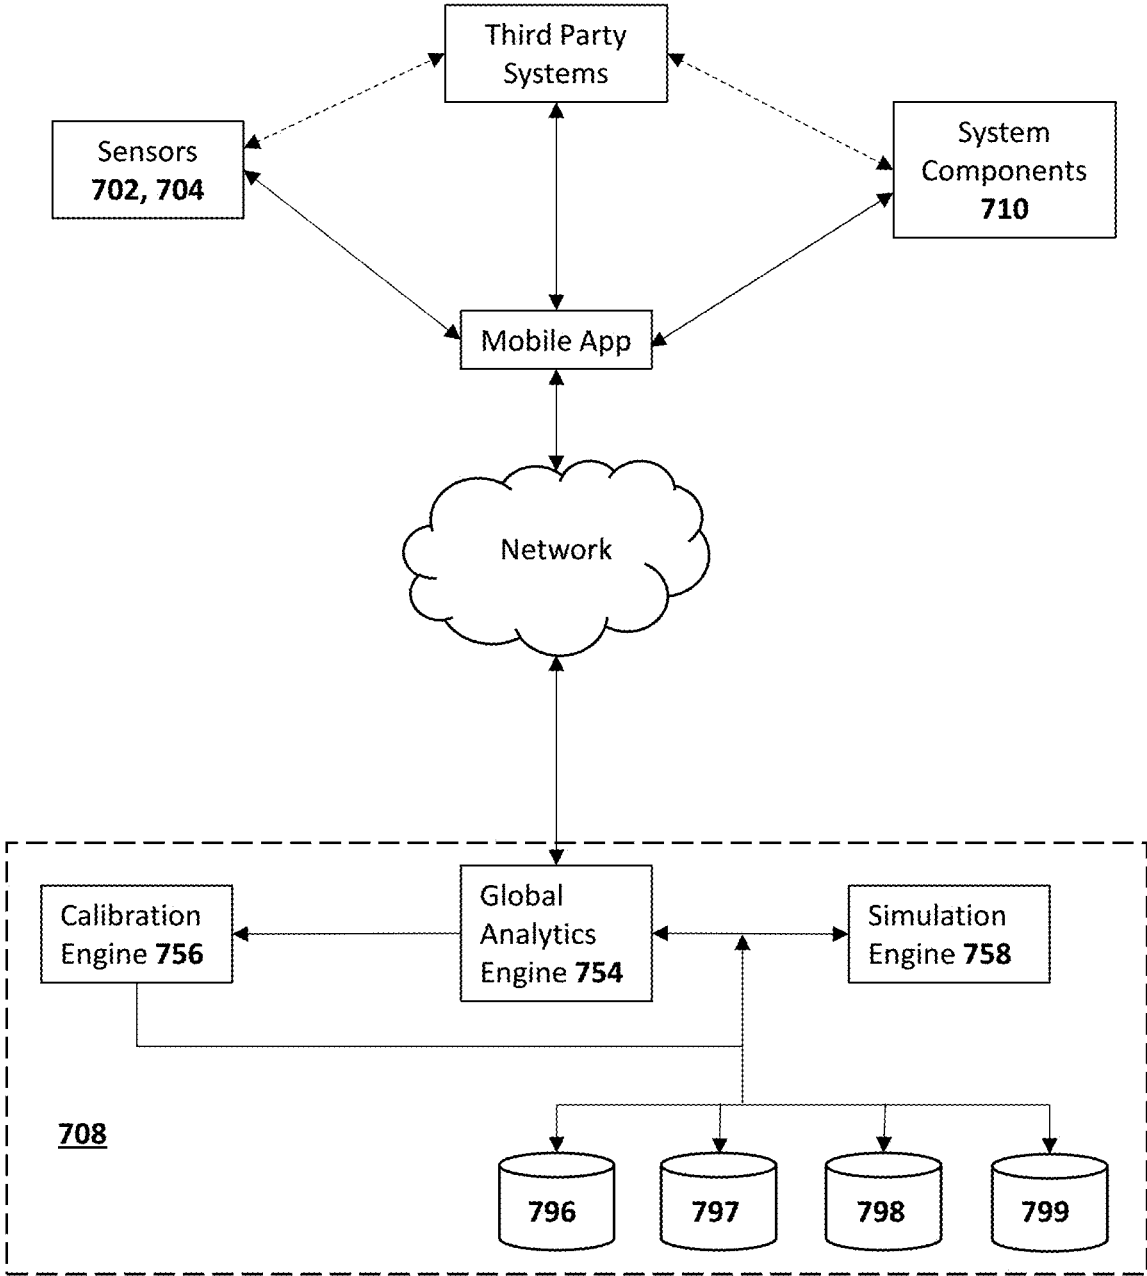 Third Party
Systems
Sensors
702, 704
System
Components
710
Mobile App
Network
Calibration
Engine 756
Global
Analytics
Engine 754
Simulation
Engine 758
708
796
797
798
799